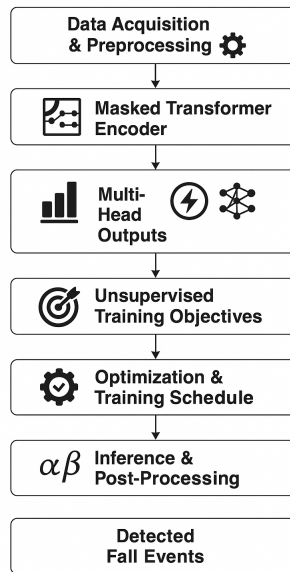 Data Acquisition
& Preprocessing
Masked Transformer
Encoder
Multi-
Head
Outputs
Unsupervised
Training Objectives
Optimization &
Training Schedule
αβ Inference &
Post-Processing
Detected
Fall Events